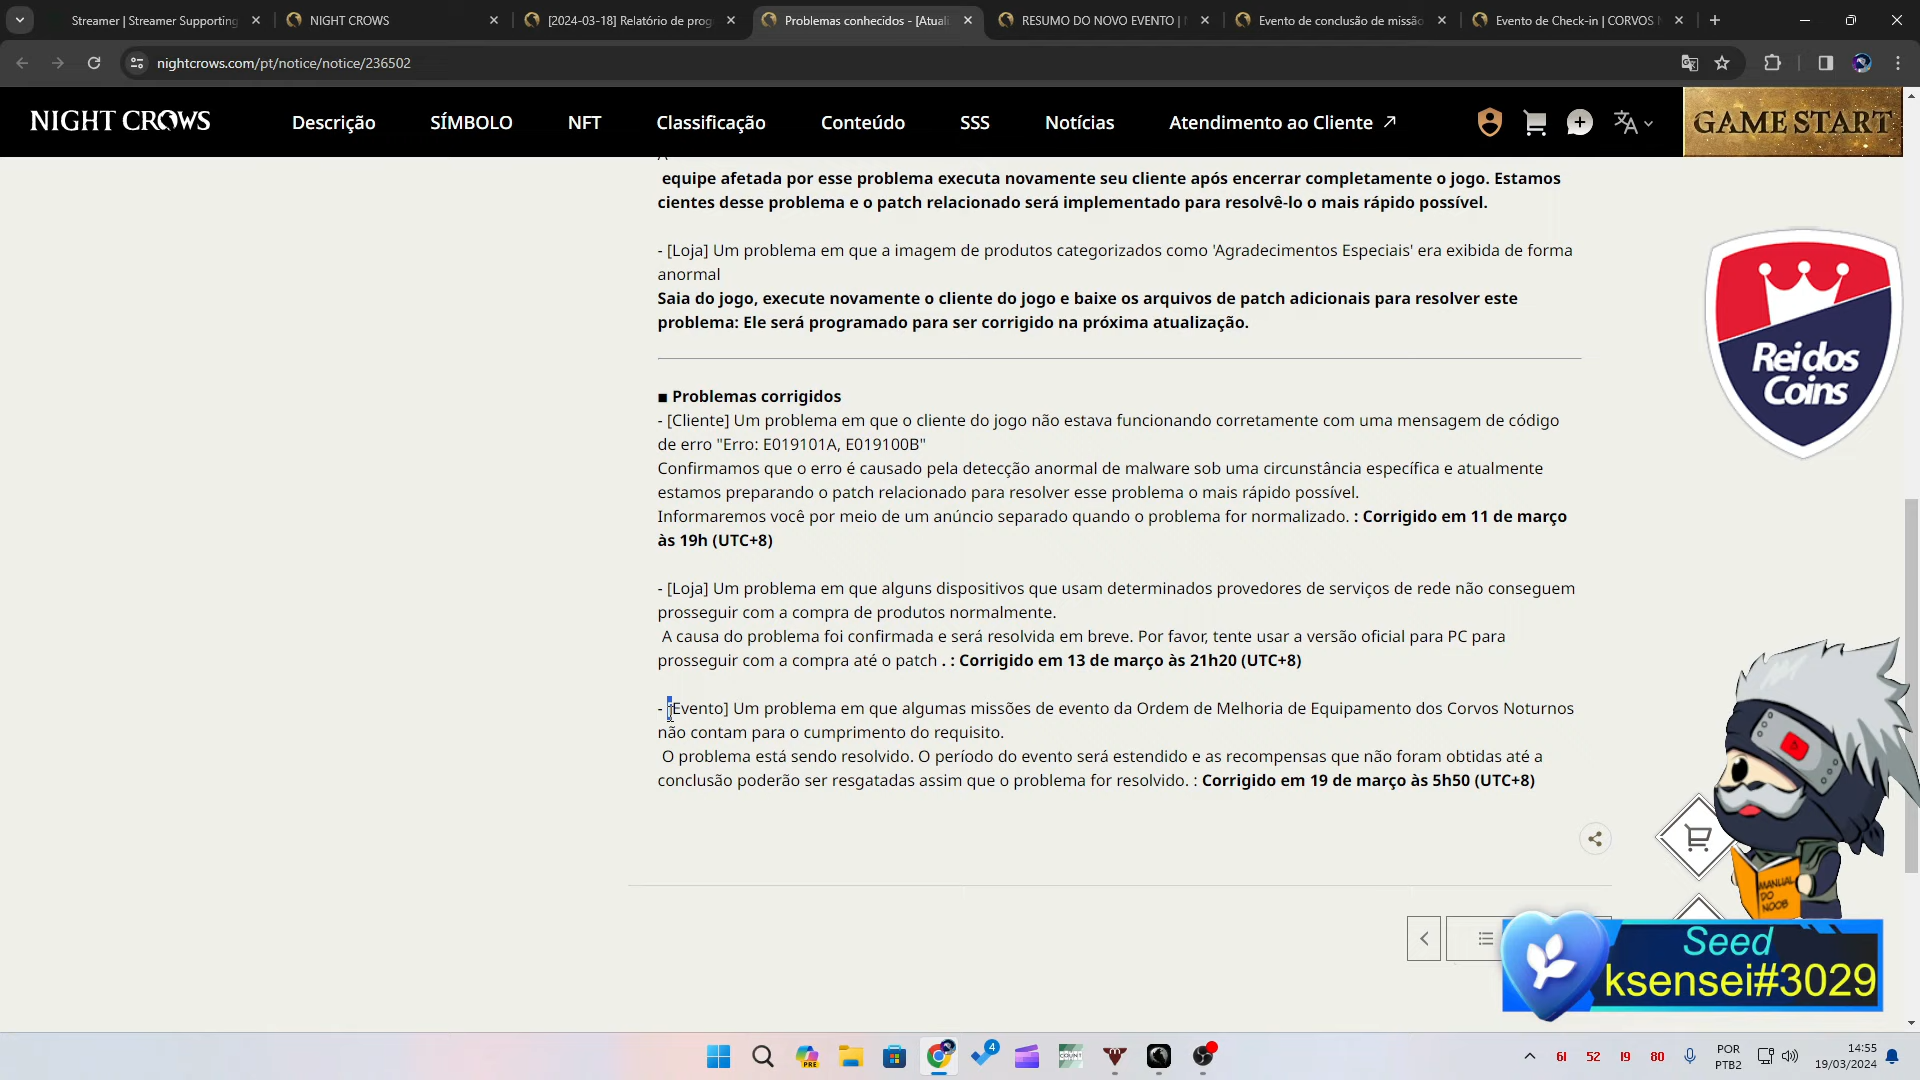 Streamer | Streamer Supporting
NIGHT CROWS
[2024-03-18] Relatório de prog
Problemas conhecidos - [Atuali
RESUMO DO NOVO EVENTO |
Evento de conclusão de missão
Evento de Check-in | CORVOS
nightcrows.com/pt/notice/notice/236502
NIGHT CROWS
Descrição
SÍMBOLO
NFT
Classificação
Conteúdo
SSS
Notícias
Atendimento ao Cliente
GAME START
equipe afetada por esse problema executa novamente seu cliente após encerrar completamente o jogo. Estamos
cientes desse problema e o patch relacionado será implementado para resolvê-lo o mais rápido possível.
- [Loja] Um problema em que a imagem de produtos categorizados como 'Agradecimentos Especiais' era exibida de forma
anormal
Saia do jogo, execute novamente o cliente do jogo e baixe os arquivos de patch adicionais para resolver este
problema: Ele será programado para ser corrigido na próxima atualização.
■ Problemas corrigidos
- [Cliente] Um problema em que o cliente do jogo não estava funcionando corretamente com uma mensagem de código
de erro "Erro: E019101A, E019100B"
Confirmamos que o erro é causado pela detecção anormal de malware sob uma circunstância específica e atualmente
estamos preparando o patch relacionado para resolver esse problema o mais rápido possível.
Informaremos você por meio de um anúncio separado quando o problema for normalizado. : Corrigido em 11 de março
às 19h (UTC+8)
- [Loja] Um problema em que alguns dispositivos que usam determinados provedores de serviços de rede não conseguem
prosseguir com a compra de produtos normalmente.
A causa do problema foi confirmada e será resolvida em breve. Por favor, tente usar a versão oficial para PC para
prosseguir com a compra até o patch . : Corrigido em 13 de março às 21h20 (UTC+8)
- [Evento] Um problema em que algumas missões de evento da Ordem de Melhoria de Equipamento dos Corvos Noturnos
não contam para o cumprimento do requisito.
O problema está sendo resolvido. O período do evento será estendido e as recompensas que não foram obtidas até a
conclusão poderão ser resgatadas assim que o problema for resolvido. : Corrigido em 19 de março às 5h50 (UTC+8)
Rei dos
Coins
MANUAL
DO
NOOB
Seed
ksensei#3029
PRE
4
COUNT
61
52
19
80
POR
PTB2
14:55
19/03/2024